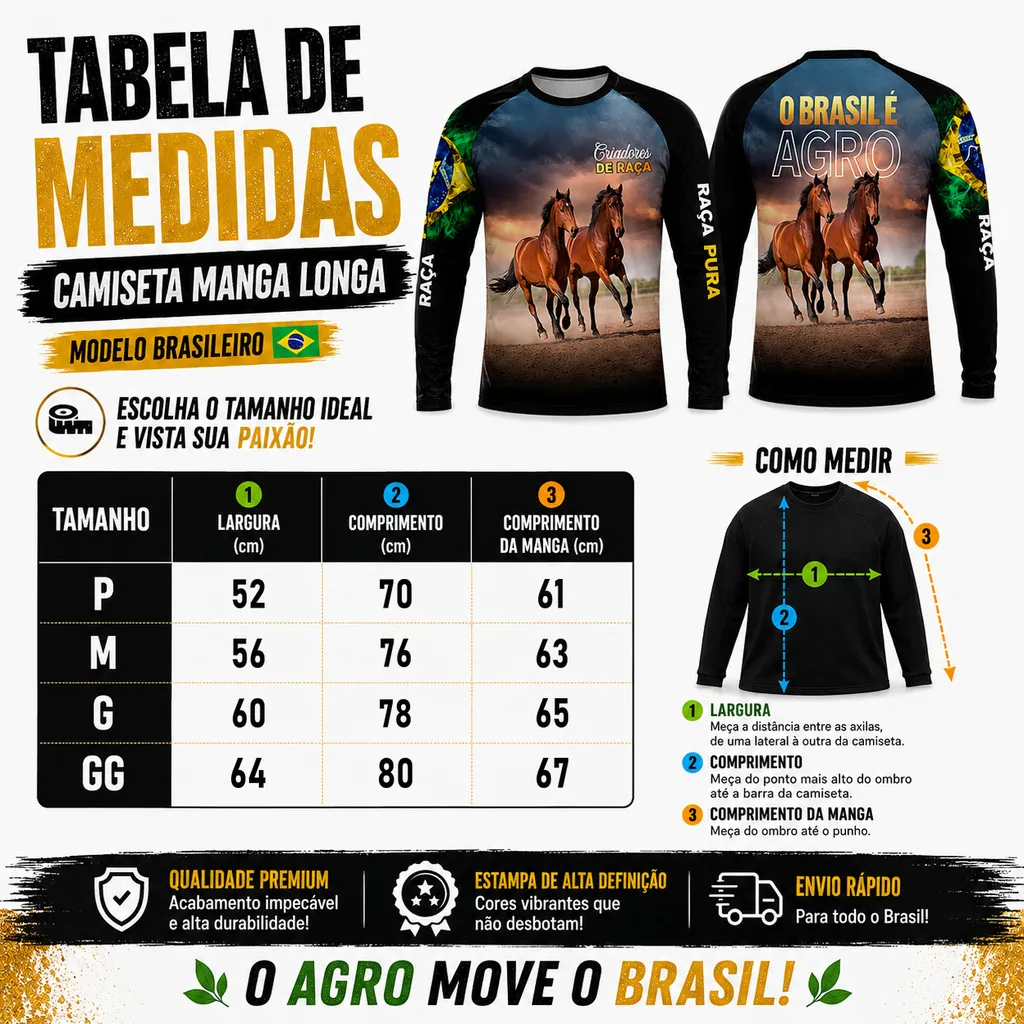 TABELA DE
MEDIDAS
CAMISETA MANGA LONGA
MODELO BRASILEIRO
ESCOLHA O TAMANHO IDEAL
E VISTA SUA PAIXÃO!
Criadores
DE RAÇA
RAÇA
RAÇA PURA
O BRASIL É
AGRO
RAÇA
TAMANHO
1
LARGURA
(cm)
2
COMPRIMENTO
(cm)
3
COMPRIMENTO
DA MANGA (cm)
P 52 70 61
M 56 76 63
G 60 78 65
GG 64 80 67
COMO MEDIR
1
2
3
1 LARGURA
Meça a distância entre as axilas,
de uma lateral à outra da camiseta.
2 COMPRIMENTO
Meça do ponto mais alto do ombro
até a barra da camiseta.
3 COMPRIMENTO DA MANGA
Meça do ombro até o punho.
QUALIDADE PREMIUM
Acabamento impecável
e alta durabilidade!
ESTAMPA DE ALTA DEFINIÇÃO
Cores vibrantes que
não desbotam!
ENVIO RÁPIDO
Para todo o Brasil!
O AGRO MOVE O BRASIL!